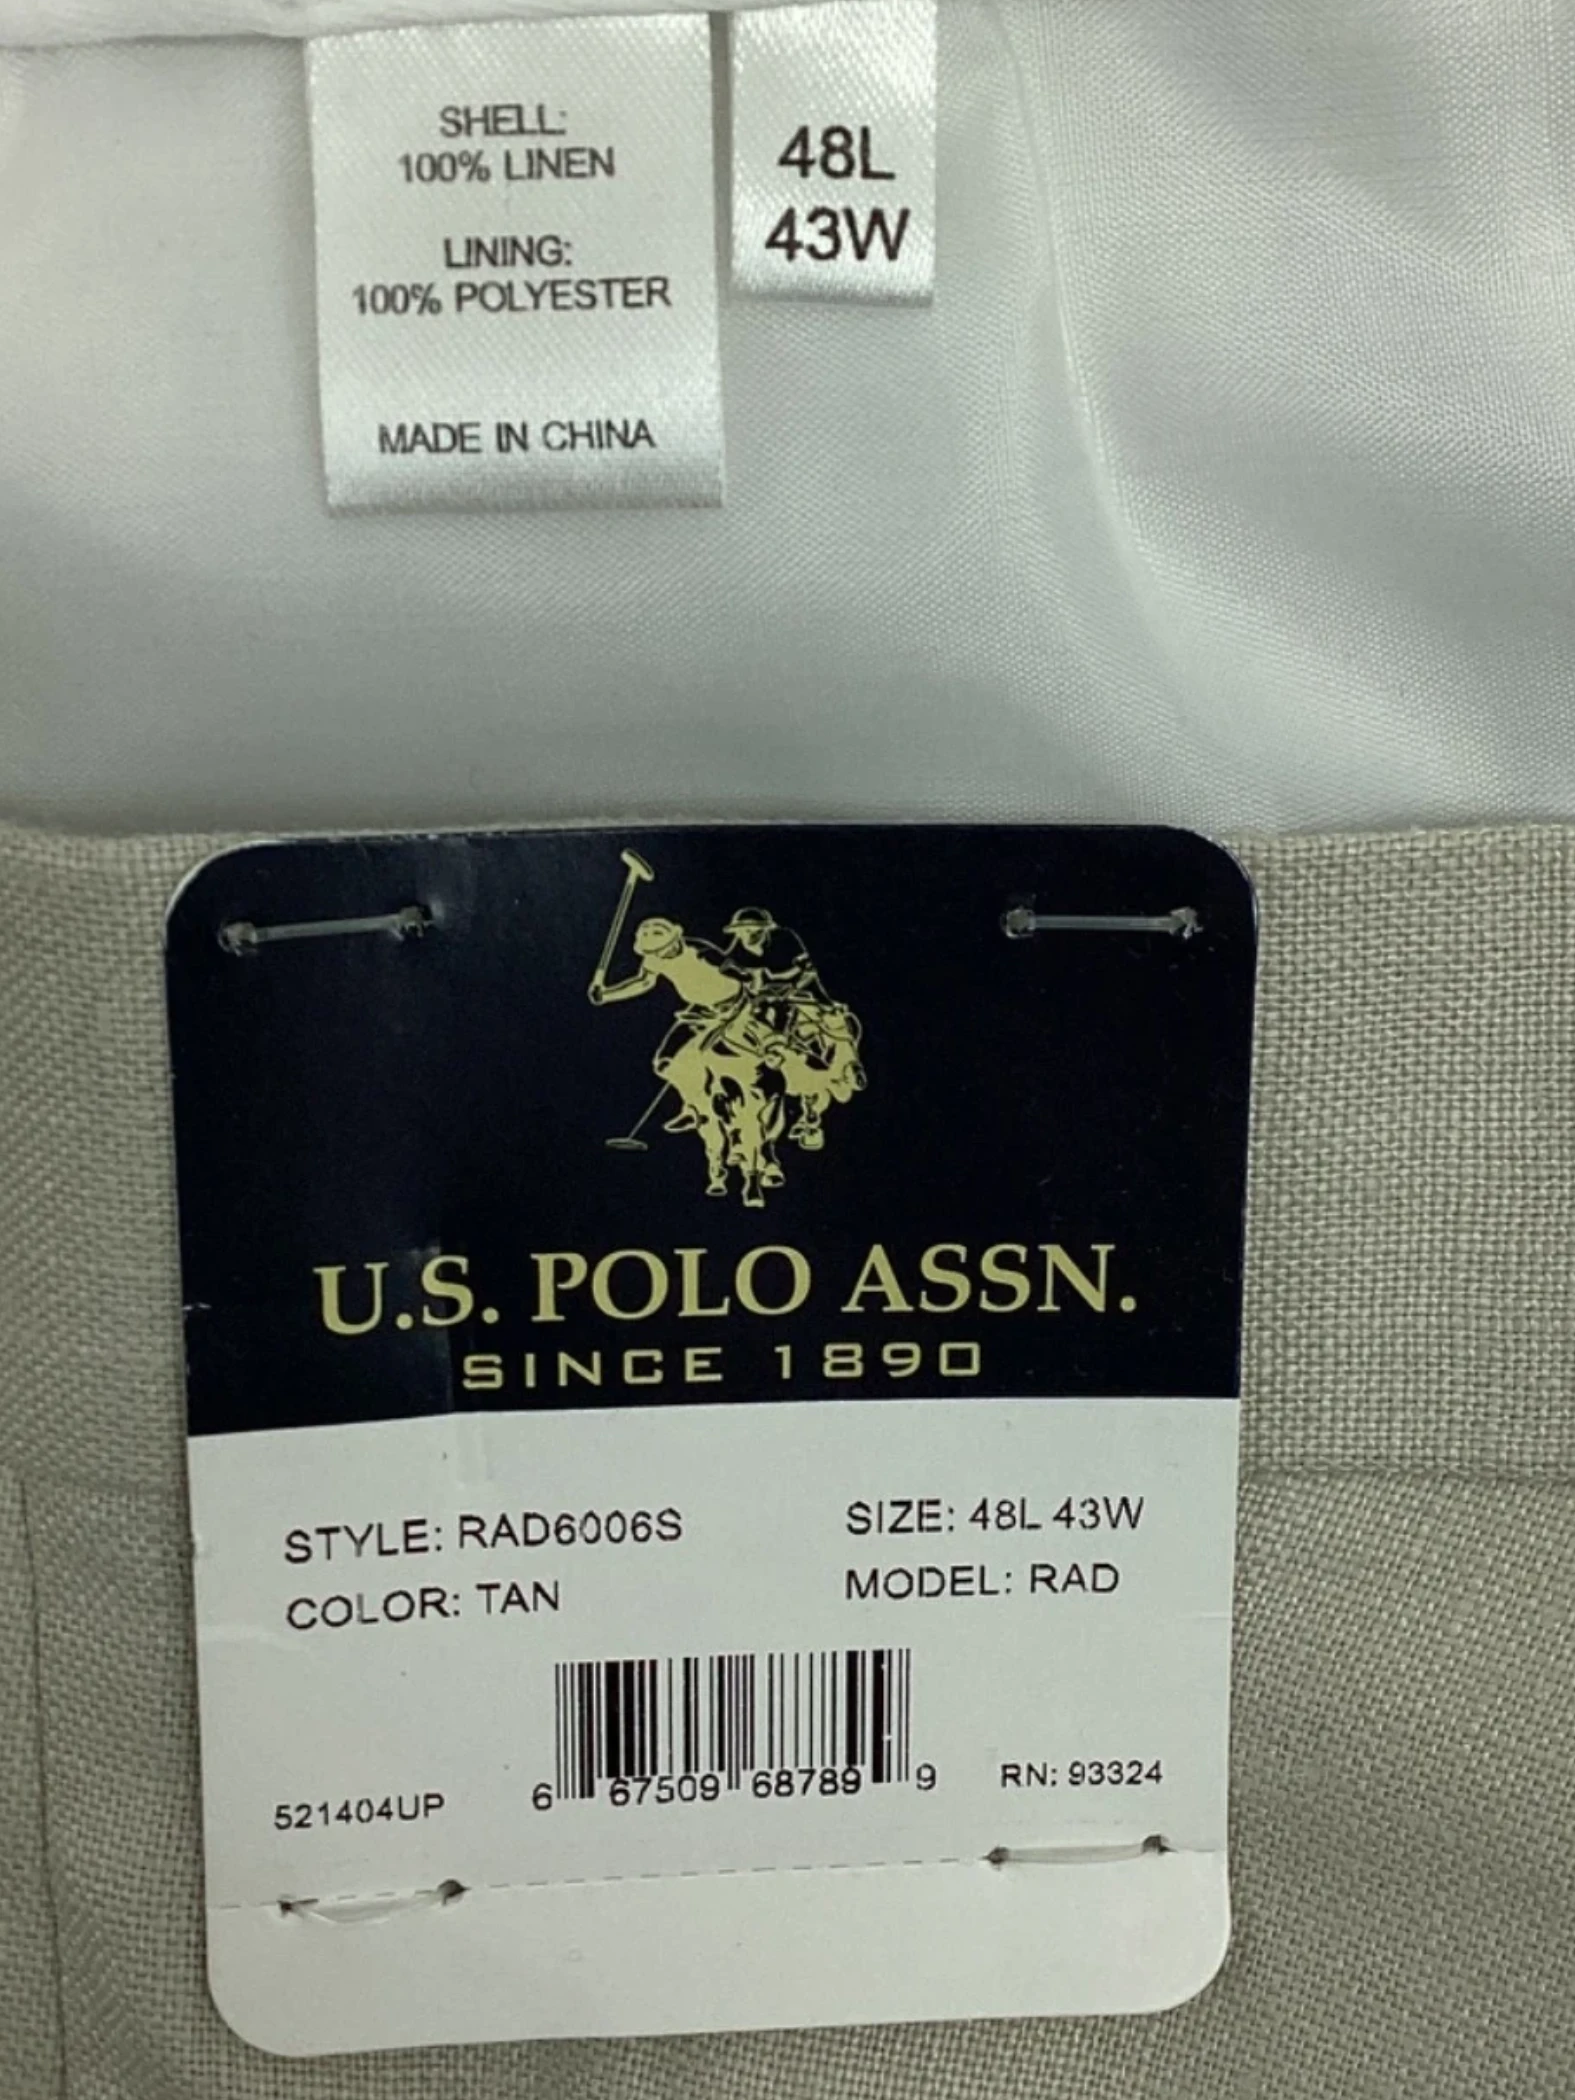 SHELL:
100% LINEN
LINING:
100% POLYESTER
MADE IN CHINA
48L
43W
U.S. POLO ASSN.
SINCE 1890
STYLE: RAD6006S
SIZE: 48L 43W
COLOR: TAN
MODEL: RAD
521404UP
6 67509 68789 9
RN: 93324